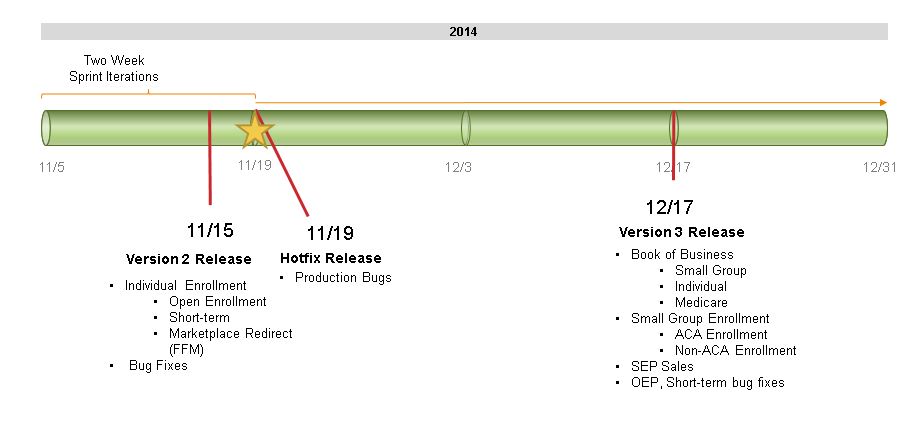 2014
Two Week
Sprint Iterations
11/5
11/19
12/3
12/17
12/31
11/15
Version 2 Release
• Individual Enrollment
• Open Enrollment
• Short-term
• Marketplace Redirect
(FFM)
• Bug Fixes
11/19
Hotfix Release
• Production Bugs
12/17
Version 3 Release
• Book of Business
• Small Group
• Individual
• Medicare
• Small Group Enrollment
• ACA Enrollment
• Non-ACA Enrollment
• SEP Sales
• OEP, Short-term bug fixes